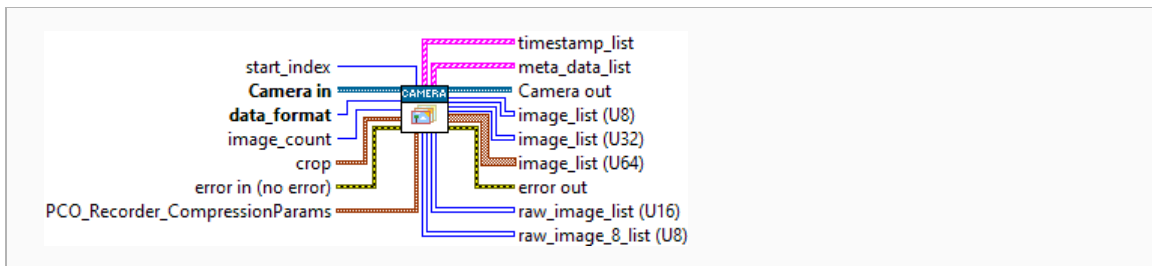 timestamp_list
start_index
meta_data_list
Camera in
CAMERA
Camera out
data_format
image_list (U8)
image_count
image_list (U32)
crop
image_list (U64)
error in (no error)
error out
PCO_Recorder_CompressionParams
raw_image_list (U16)
raw_image_8_list (U8)